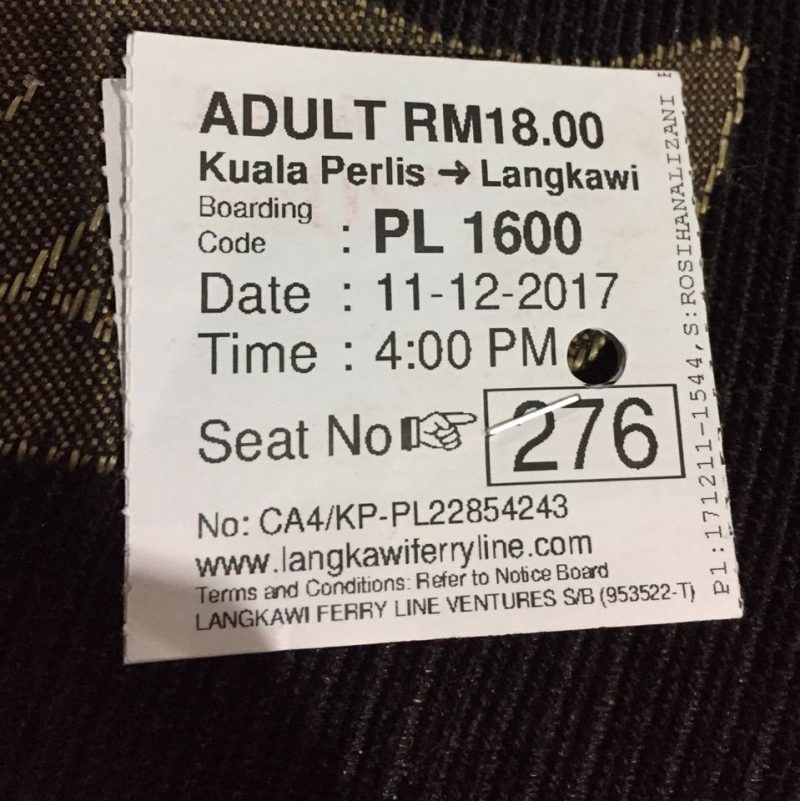 ADULT RM18.00
Kuala Perlis ➔ Langkawi
Boarding
Code : PL 1600
Date : 11-12-2017
Time : 4:00 PM
Seat No 276
No: CA4/KP-PL22854243
www.langkawiferryline.com
Terms and Conditions: Refer to Notice Board
LANGKAWI FERRY LINE VENTURES S/B (953522-T)
P1:171211-1544,S:ROSIHANALIZANI